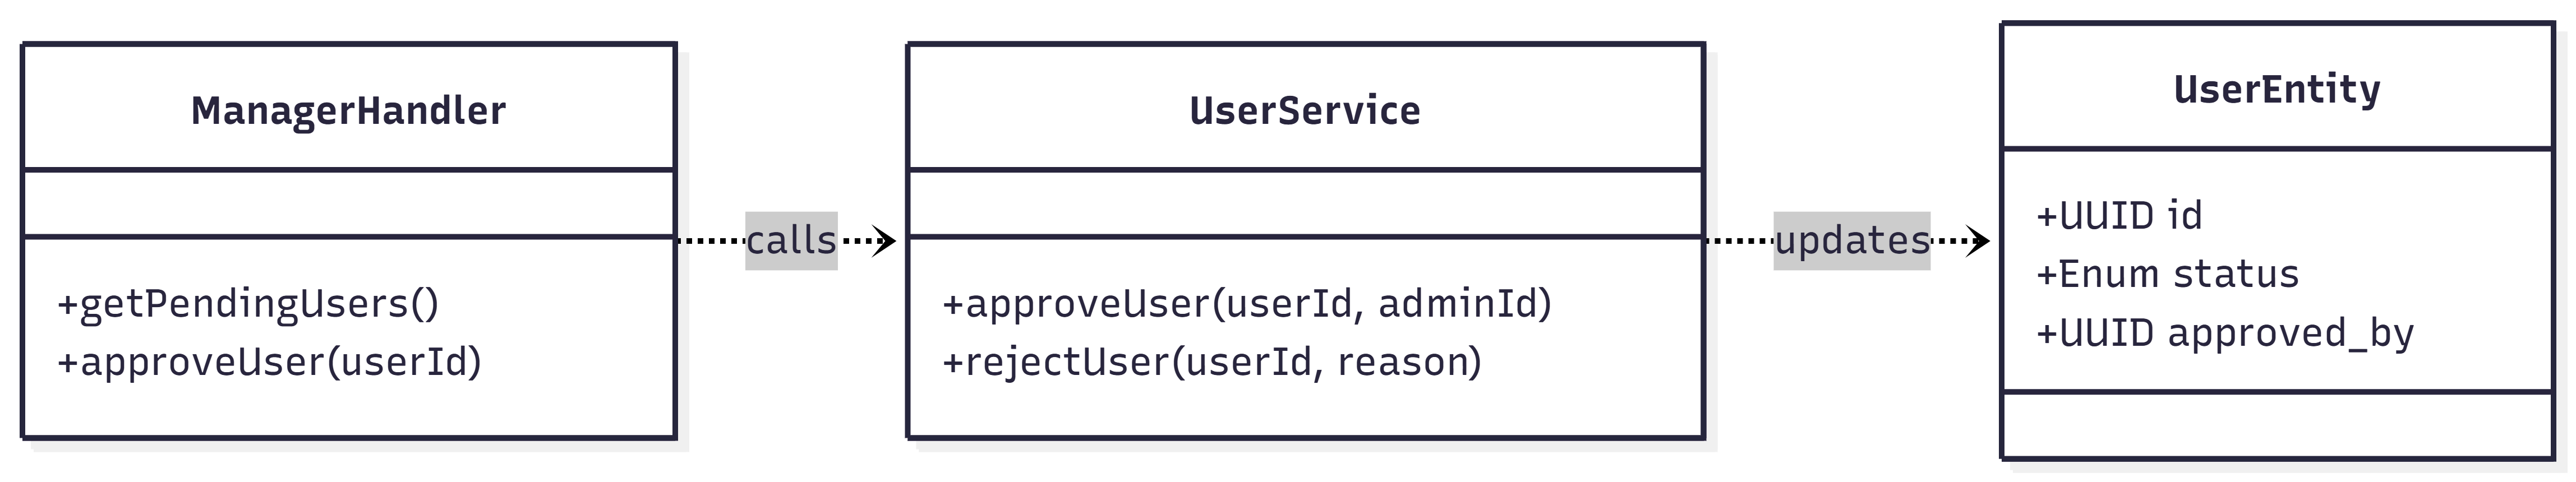 ManagerHandler
+getPendingUsers()
+approveUser(userId)
calls
UserService
+approveUser(userId, adminId)
+rejectUser(userId, reason)
updates
UserEntity
+UUID id
+Enum status
+UUID approved_by